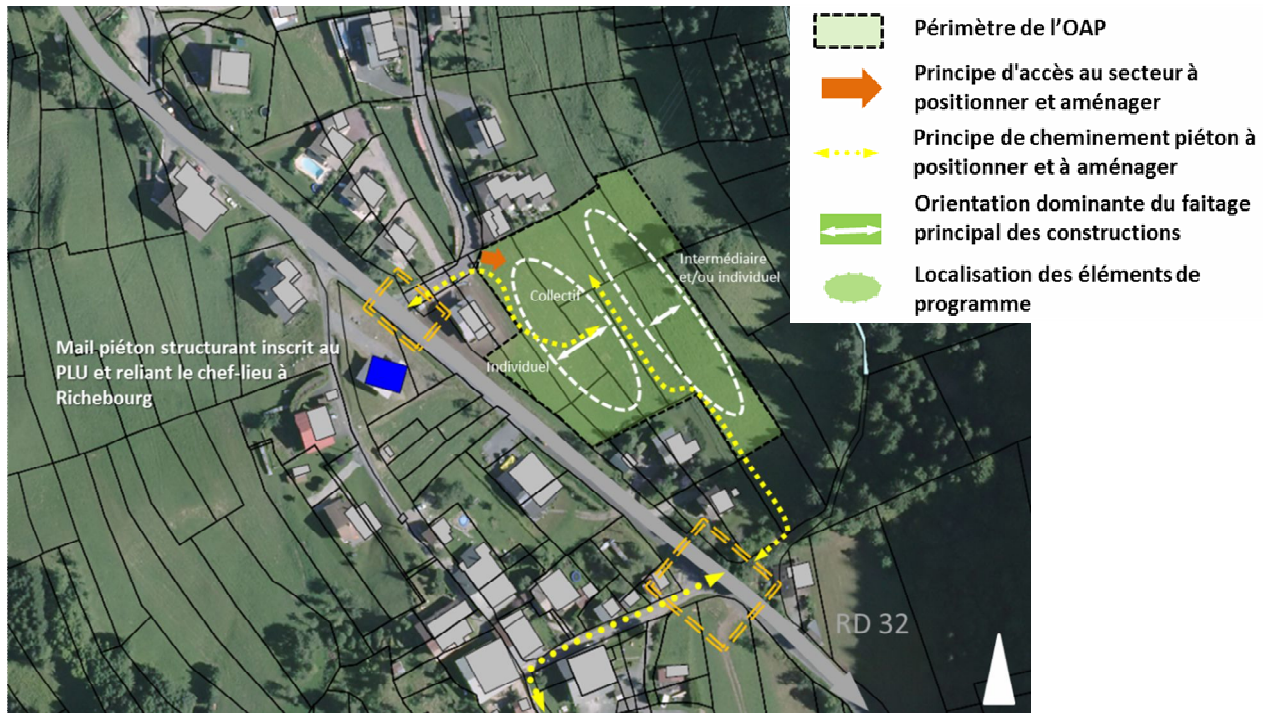 Périmètre de l'OAP
Principe d'accès au secteur à
positionner et aménager
Principe de cheminement piéton à
positionner et à aménager
Orientation dominante du faitage
principal des constructions
Localisation des éléments de
programme
Intermédiaire
et/ou individuel
Collectif
Individuel
Mail piéton structurant inscrit au
PLU et reliant le chef-lieu à
Richebourg
RD 32